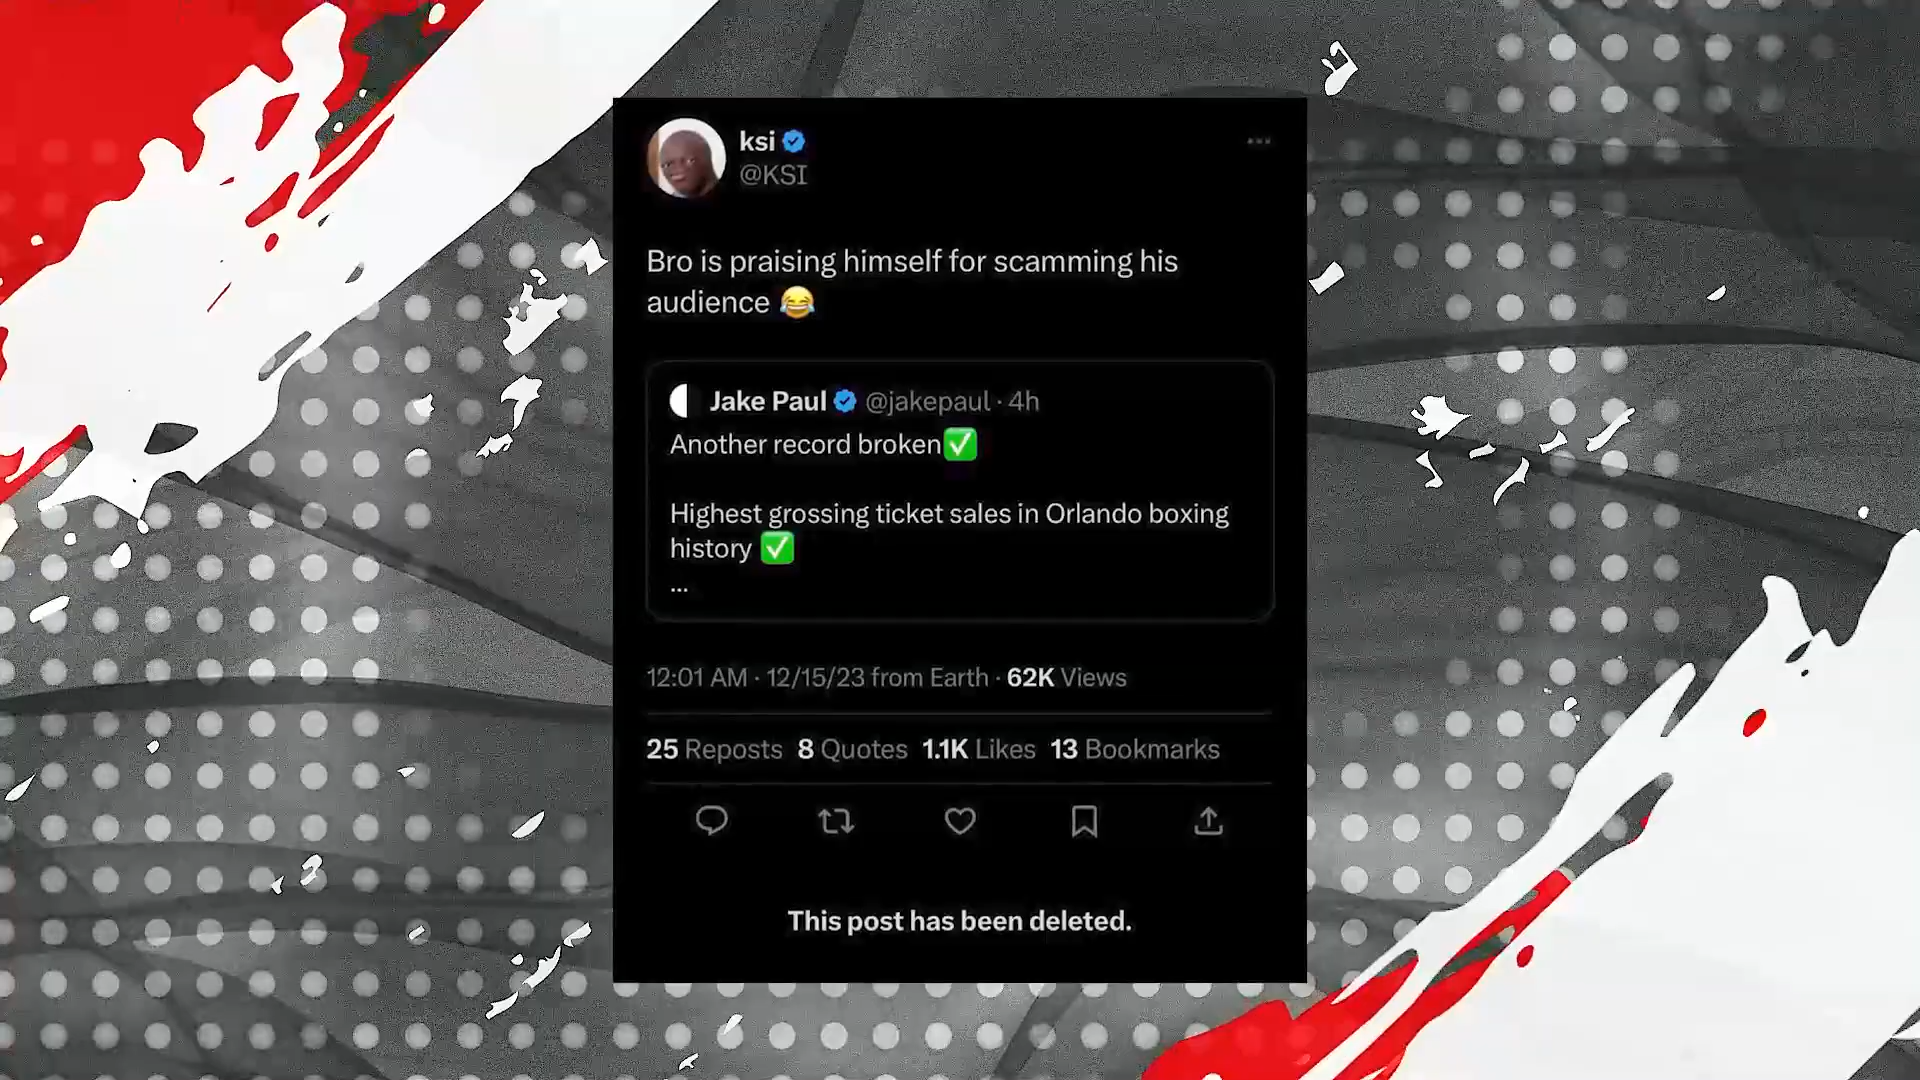 ksi
@KSI
Bro is praising himself for scamming his
audience 😂
Jake Paul @jakepaul · 4h
Another record broken✅
Highest grossing ticket sales in Orlando boxing
history ✅
...
12:01 AM · 12/15/23 from Earth · 62K Views
25 Reposts 8 Quotes 1.1K Likes 13 Bookmarks
This post has been deleted.